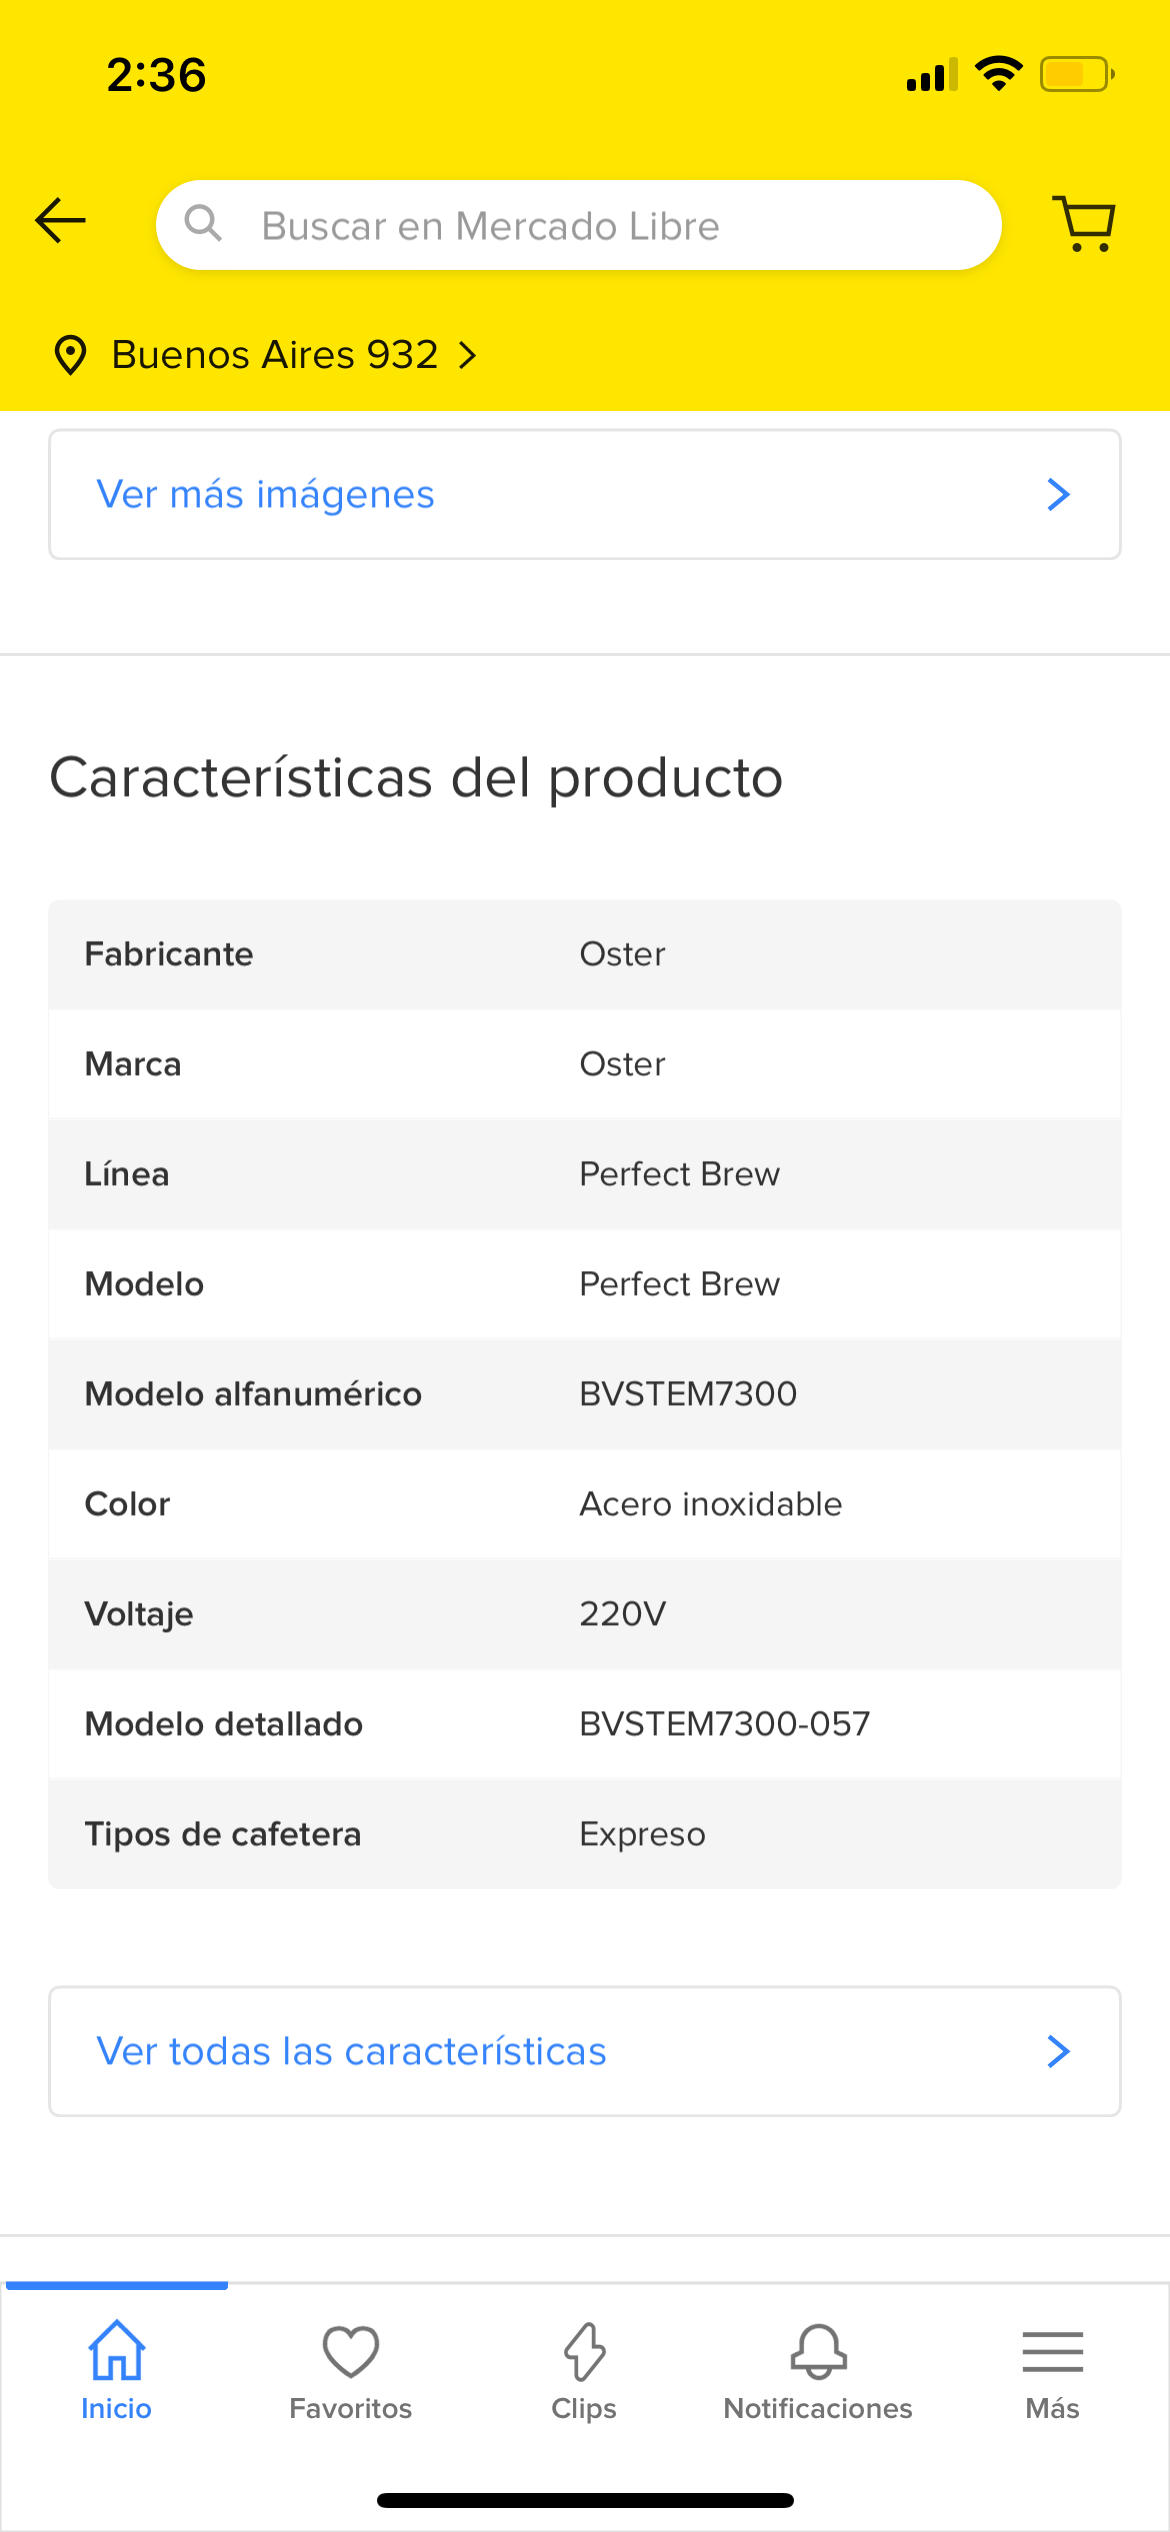 2:36
Buscar en Mercado Libre
Buenos Aires 932
Ver más imágenes
Características del producto
Fabricante Oster
Marca Oster
Línea Perfect Brew
Modelo Perfect Brew
Modelo alfanumérico BVSTEM7300
Color Acero inoxidable
Voltaje 220V
Modelo detallado BVSTEM7300-057
Tipos de cafetera Expreso
Ver todas las características
Inicio Favoritos Clips Notificaciones Más